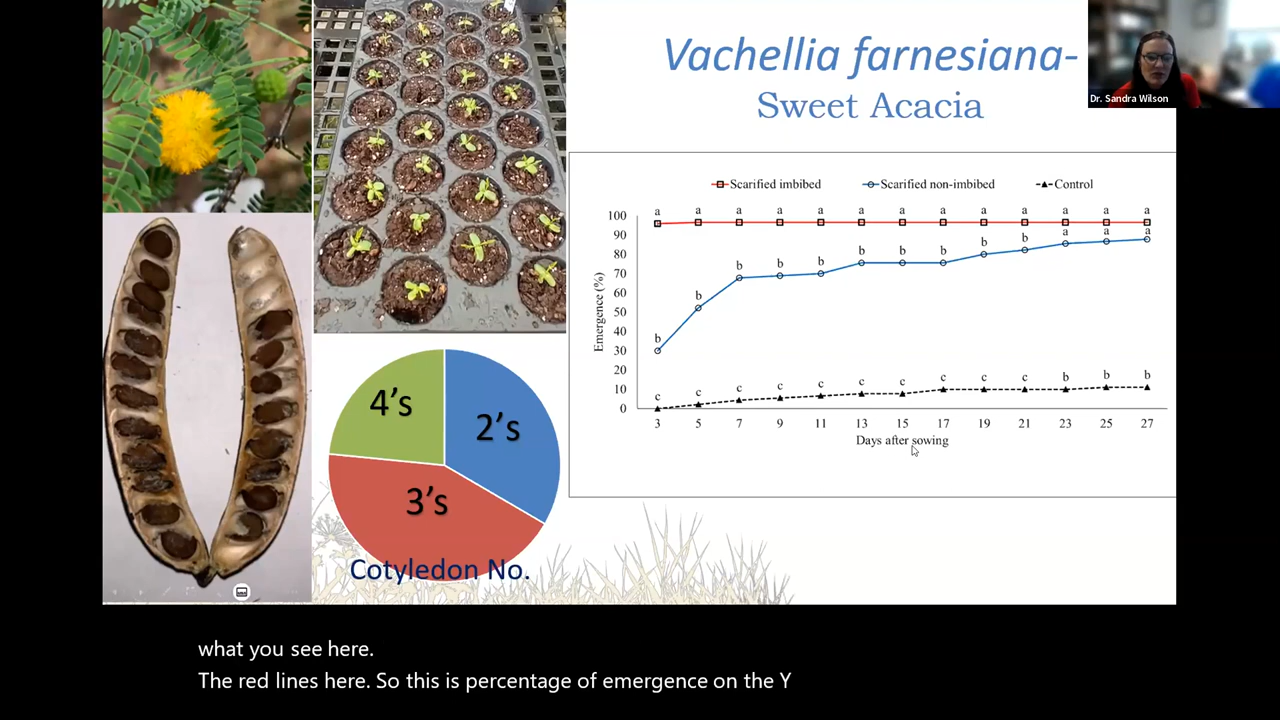 Vachellia farnesiana-
Sweet Acacia
Dr. Sandra Wilson
Scarified imbibed
Scarified non-imbibed
Control
Emergence (%)
100
90
80
70
60
50
40
30
20
10
0
a a a a a a a a a a a a a
b b b b b b b b b b a a a
c c c c c c c c c c b b b
3 5 7 9 11 13 15 17 19 21 23 25 27
Days after sowing
4's
2's
3's
Cotyledon No.
what you see here.
The red lines here. So this is percentage of emergence on the Y